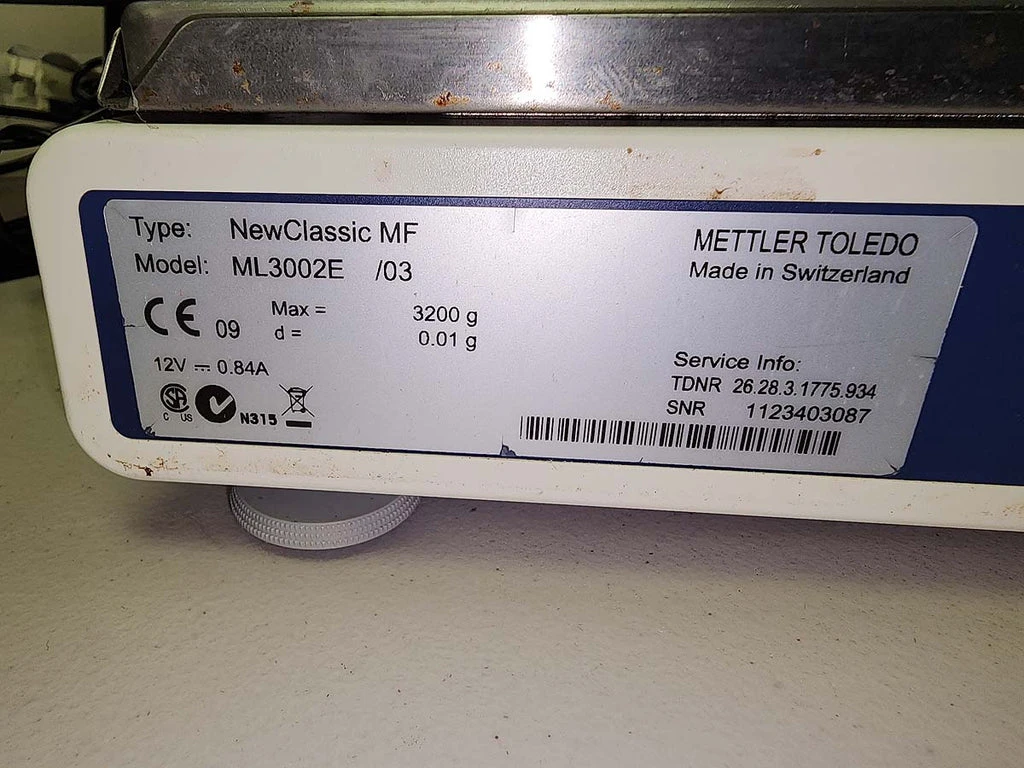 Type: NewClassic MF
Model: ML3002E /03
CE 09
Max = 3200 g
d = 0.01 g
12V ⎓ 0.84A
C US
N315
METTLER TOLEDO
Made in Switzerland
Service Info:
TDNR 26.28.3.1775.934
SNR 1123403087